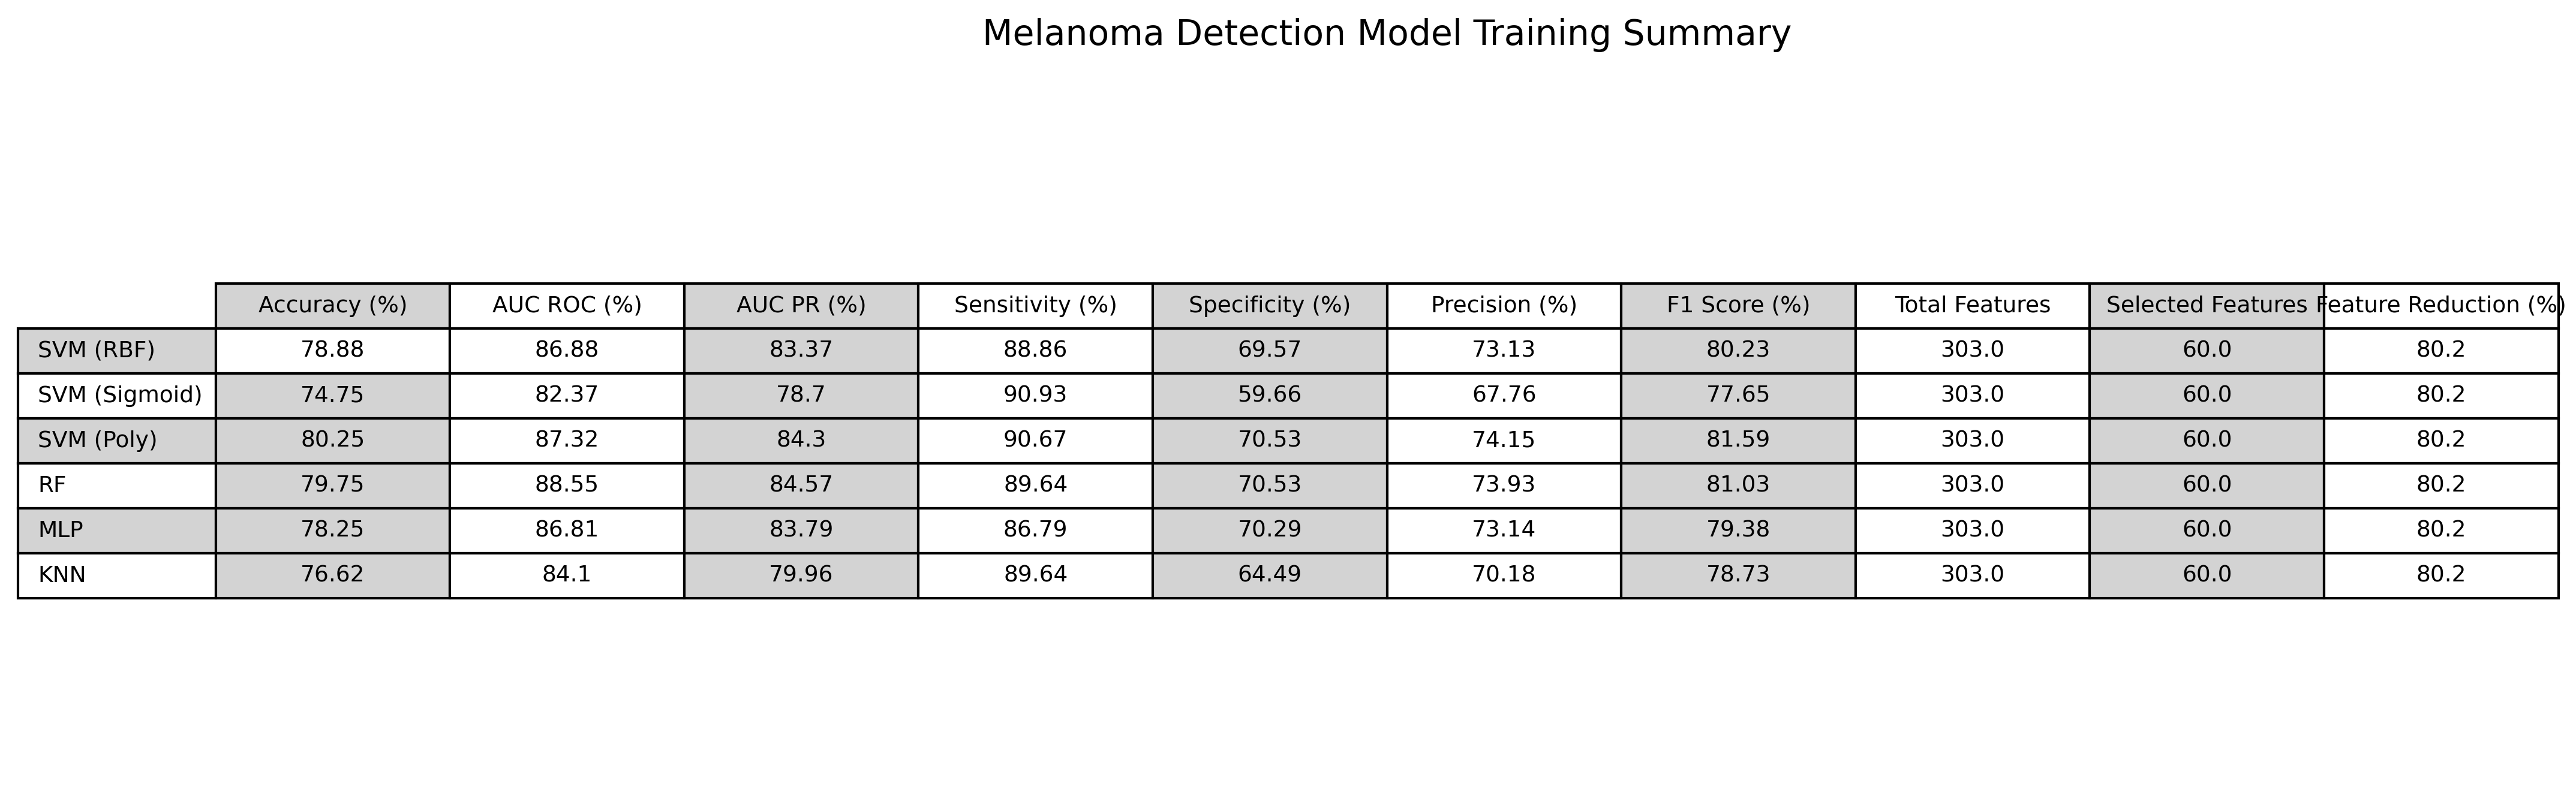 Melanoma Detection Model Training Summary
Accuracy (%) AUC ROC (%) AUC PR (%) Sensitivity (%) Specificity (%) Precision (%) F1 Score (%) Total Features Selected Features Feature Reduction (%)
SVM (RBF) 78.88 86.88 83.37 88.86 69.57 73.13 80.23 303.0 60.0 80.2
SVM (Sigmoid) 74.75 82.37 78.7 90.93 59.66 67.76 77.65 303.0 60.0 80.2
SVM (Poly) 80.25 87.32 84.3 90.67 70.53 74.15 81.59 303.0 60.0 80.2
RF 79.75 88.55 84.57 89.64 70.53 73.93 81.03 303.0 60.0 80.2
MLP 78.25 86.81 83.79 86.79 70.29 73.14 79.38 303.0 60.0 80.2
KNN 76.62 84.1 79.96 89.64 64.49 70.18 78.73 303.0 60.0 80.2